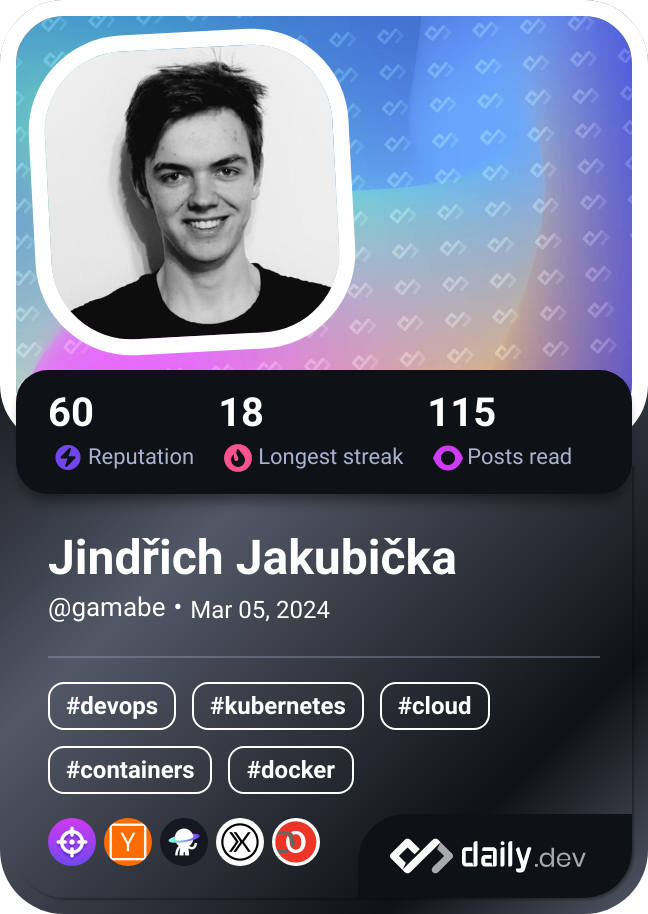 60 18 115
Reputation Longest streak Posts read
Jindřich Jakubička
@gamabe • Mar 05, 2024
#devops #kubernetes #cloud
#containers #docker
Y
daily.dev